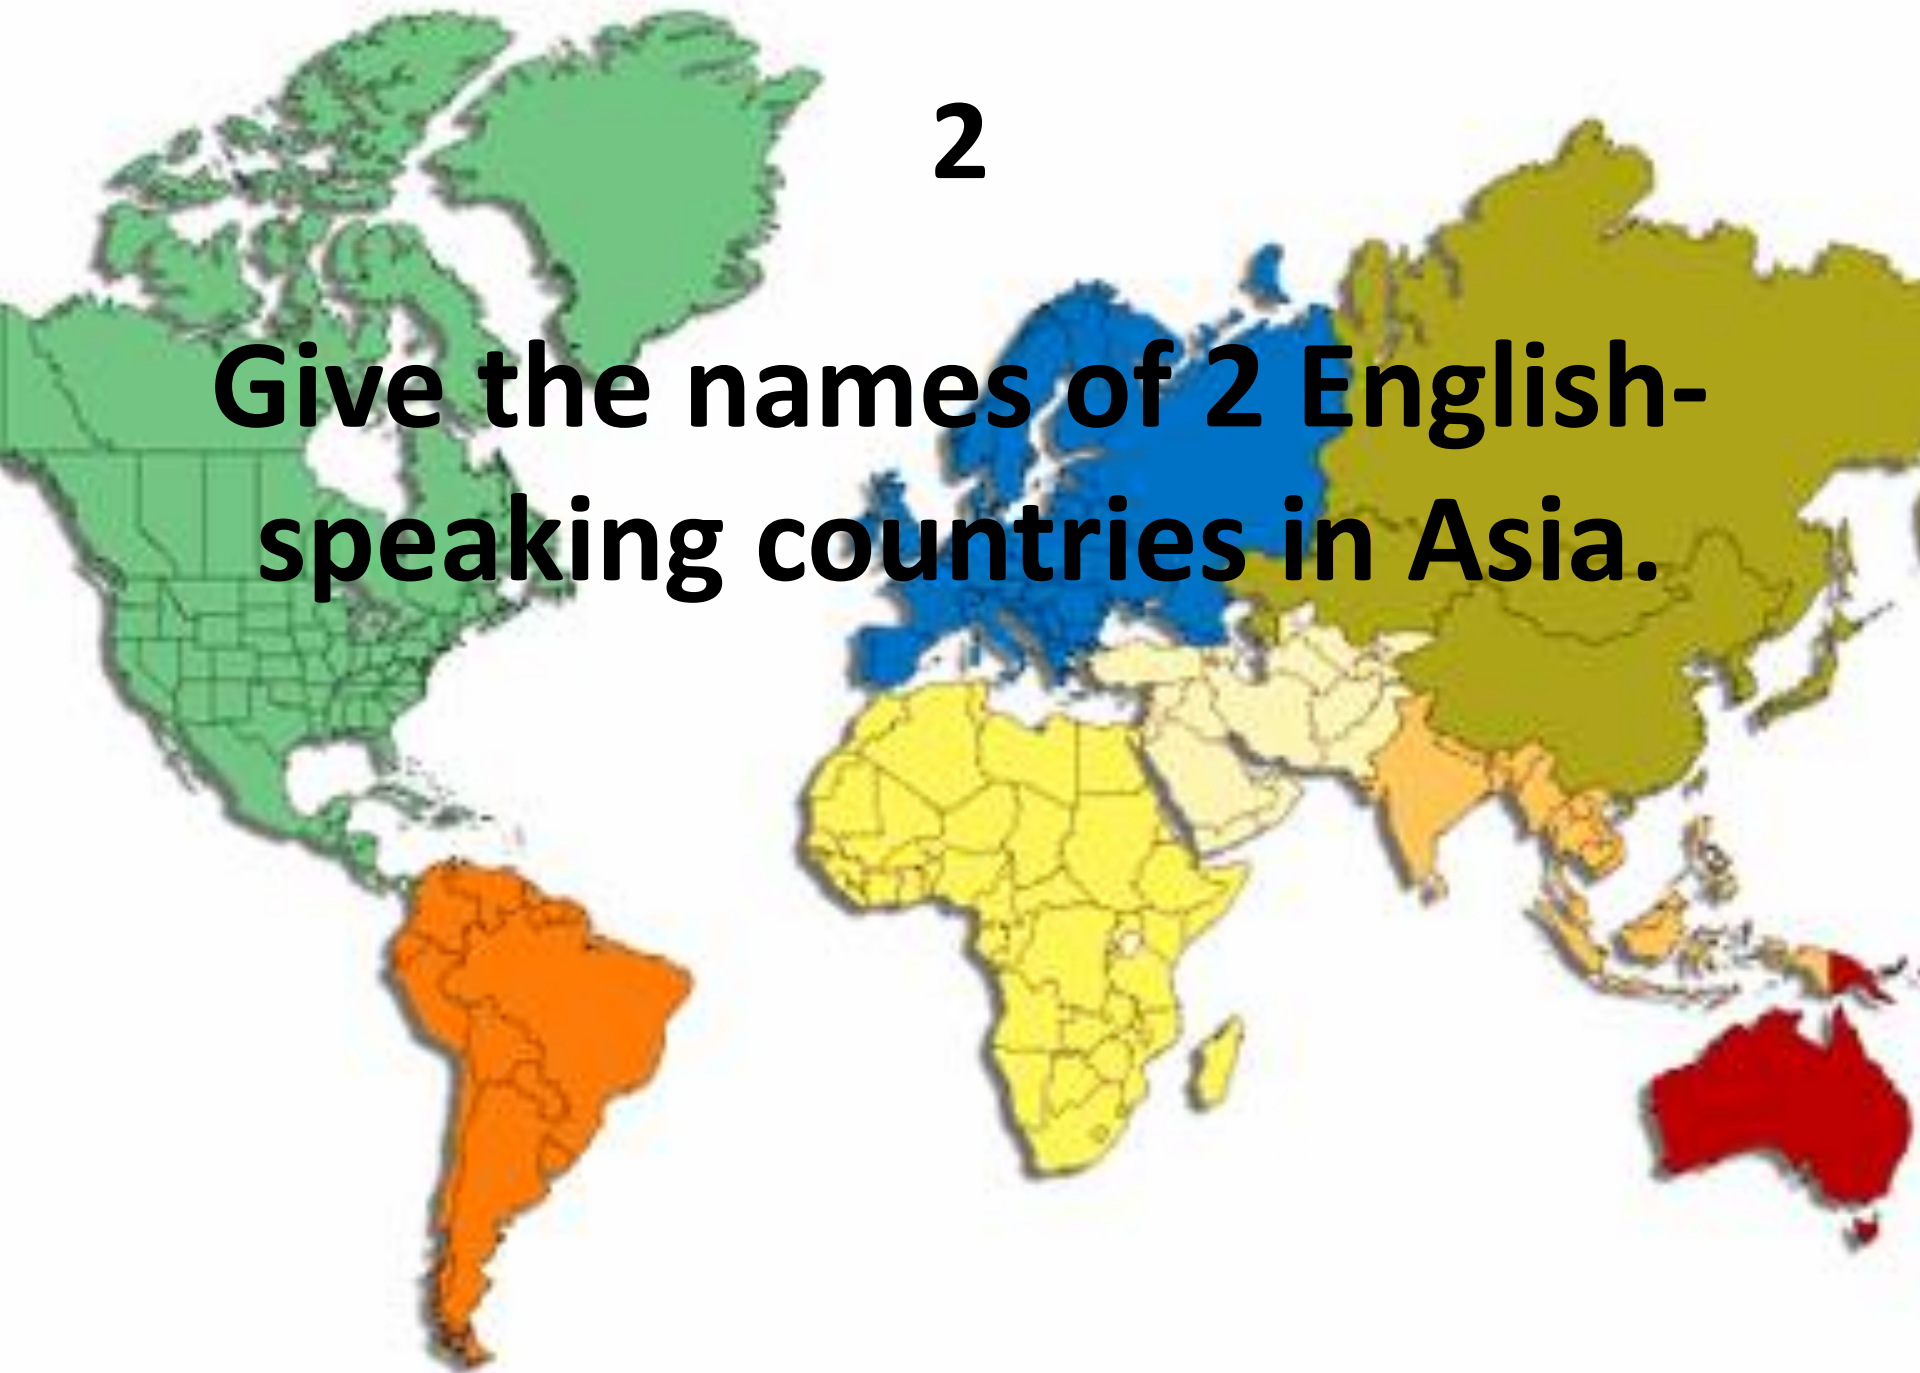 2
Give the names of 2 English-
speaking countries in Asia.